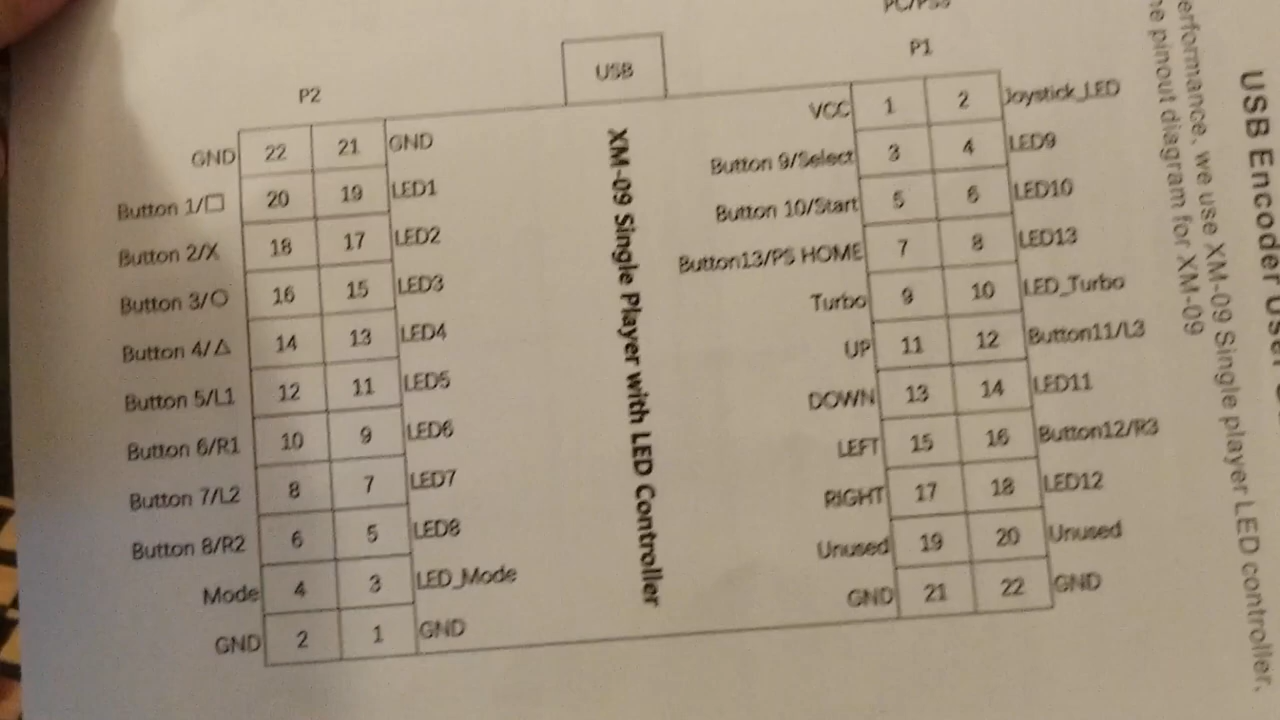 P1
USB
P2
VCC 1 2 Joystick_LED
GND 22 21 GND
Button 9/Select 3 4 LED9
Button 1/□ 20 19 LED1
Button 10/Start 5 6 LED10
Button 2/X 18 17 LED2
Button13/PS HOME 7 8 LED13
Button 3/○ 16 15 LED3
Turbo 9 10 LED_Turbo
Button 4/△ 14 13 LED4
UP 11 12 Button11/L3
Button 5/L1 12 11 LED5
DOWN 13 14 LED11
Button 6/R1 10 9 LED6
LEFT 15 16 Button12/R3
Button 7/L2 8 7 LED7
RIGHT 17 18 LED12
Button 8/R2 6 5 LED8
Unused 19 20 Unused
Mode 4 3 LED_Mode
GND 21 22 GND
GND 2 1 GND
XM-09 Single Player with LED Controller
USB Encoder User
we use XM-09 Single player LED controller.
pinout diagram for XM-09